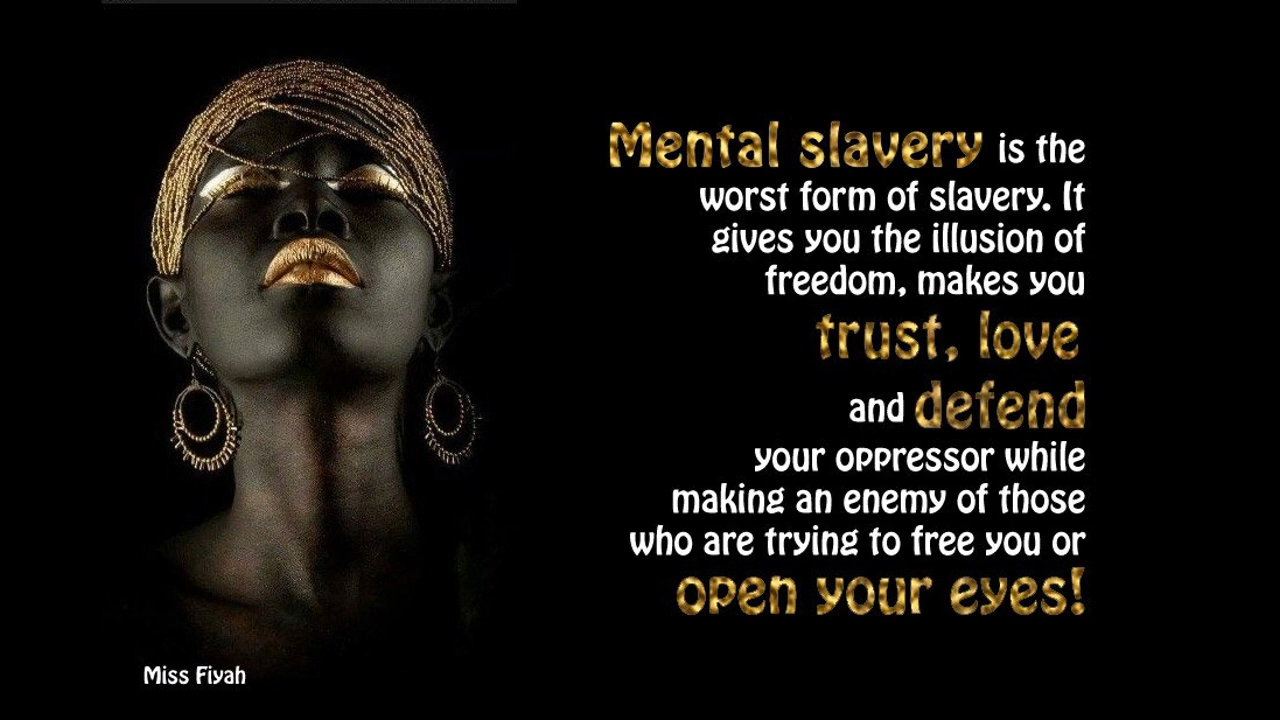 Mental slavery is the
worst form of slavery. It
gives you the illusion of
freedom, makes you
trust, love
and defend
your oppressor while
making an enemy of those
who are trying to free you or
open your eyes!
Miss Fiyah